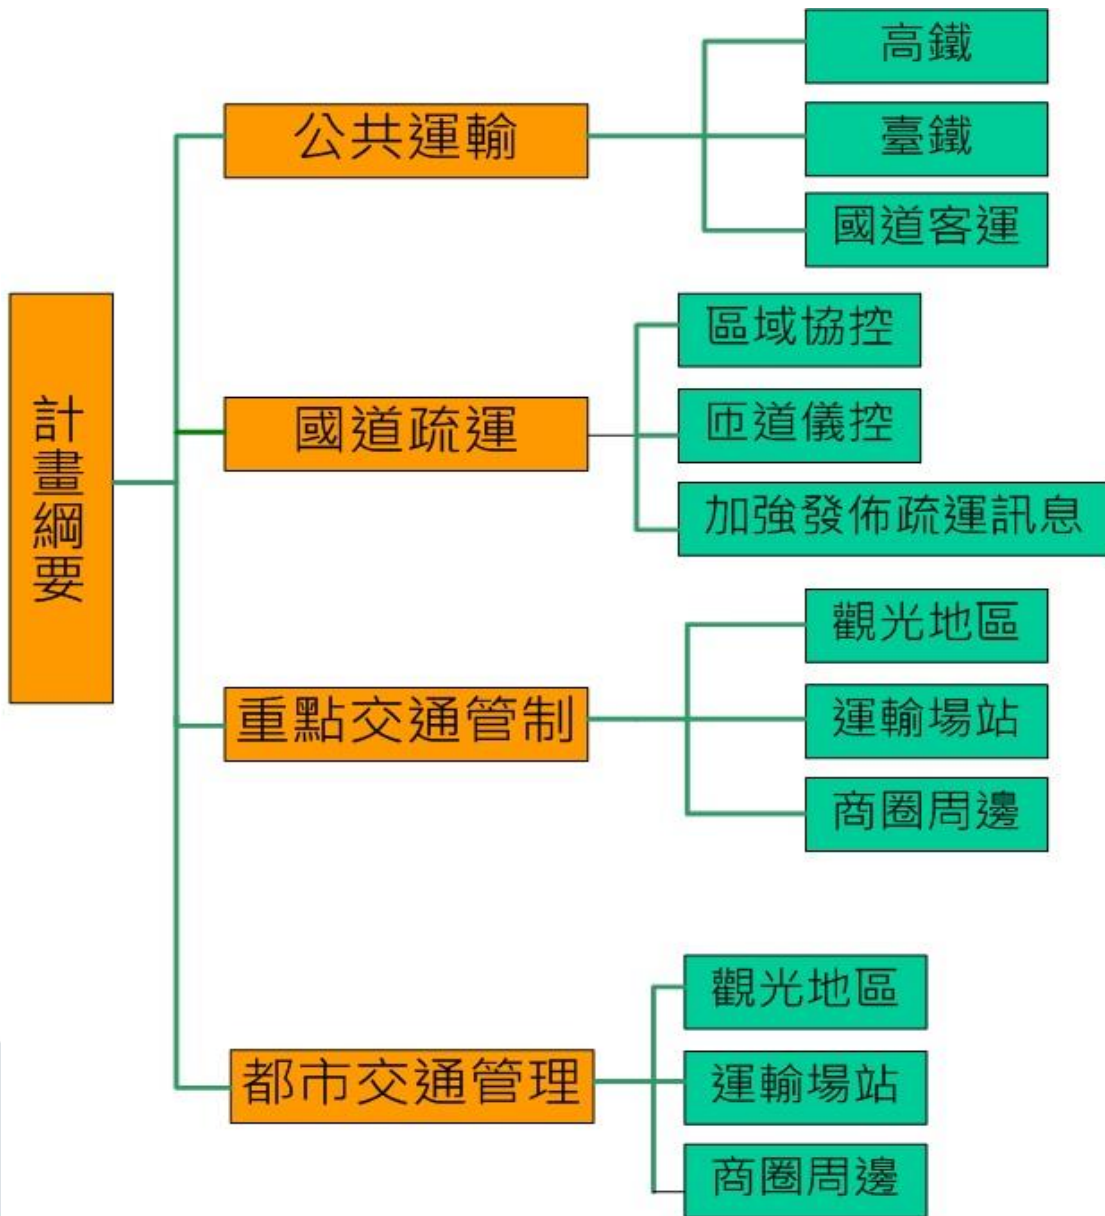 計畫綱要
公共運輸
高鐵
臺鐵
國道客運
國道疏運
區域協控
匝道儀控
加強發佈疏運訊息
重點交通管制
觀光地區
運輸場站
商圈周邊
都市交通管理
觀光地區
運輸場站
商圈周邊